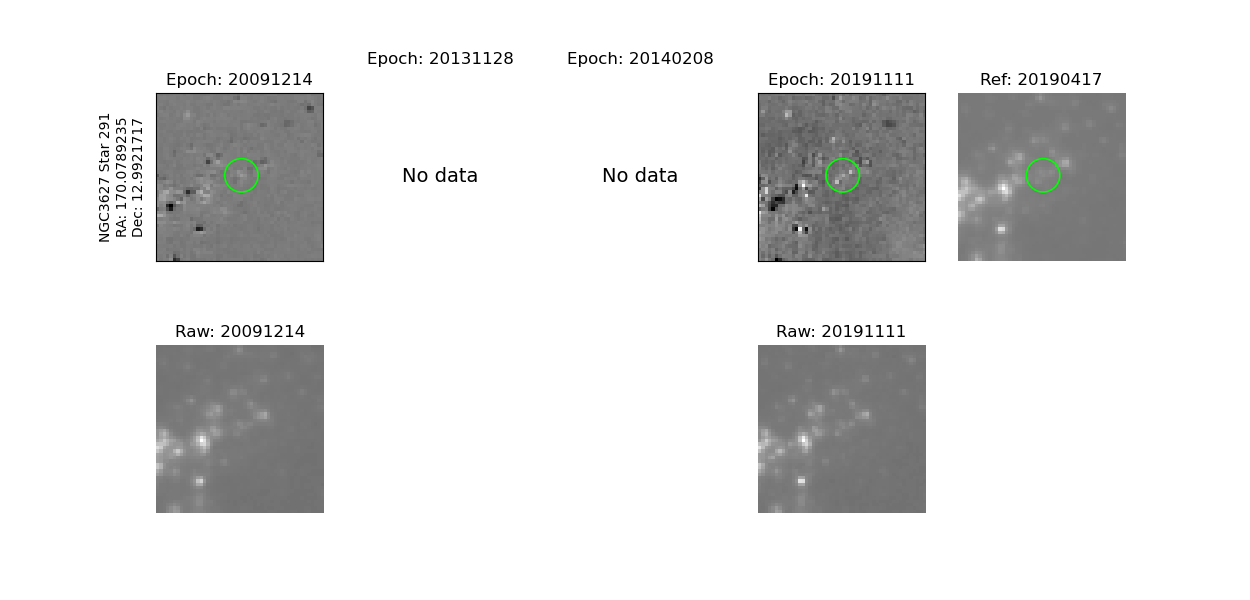 Epoch: 20131128
Epoch: 20140208
Epoch: 20091214
Epoch: 20191111
Ref: 20190417
NGC3627 Star 291
RA: 170.0789235
Dec: 12.9921717
No data
No data
Raw: 20091214
Raw: 20191111